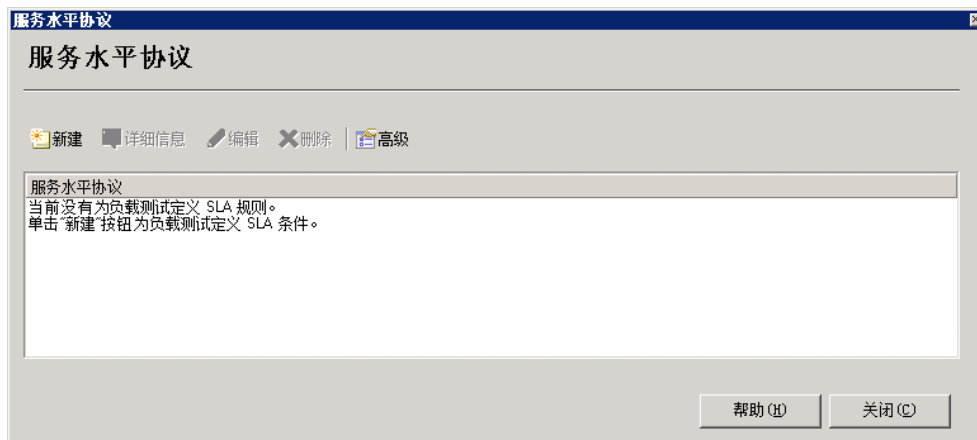 服务水平协议
服务水平协议
新建 详细信息 编辑 删除 高级
服务水平协议
当前没有为负载测试定义 SLA 规则。
单击“新建”按钮为负载测试定义 SLA 条件。
帮助(H) 关闭(C)